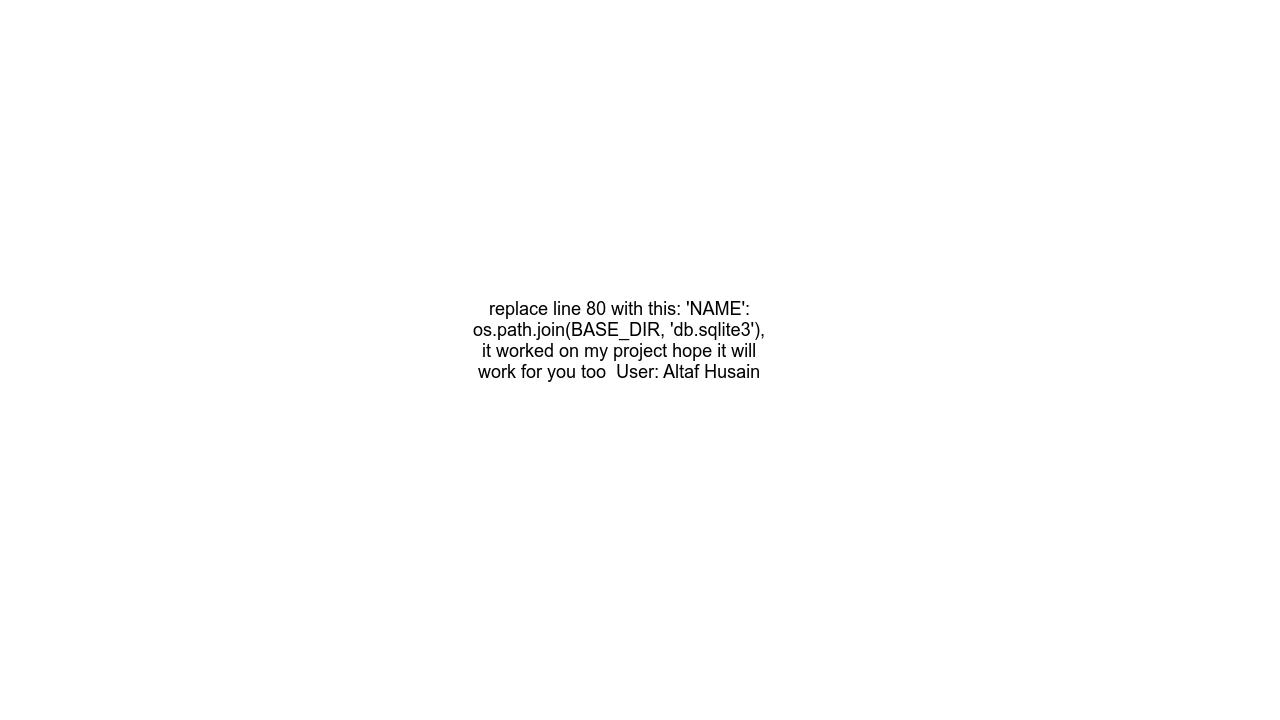 replace line 80 with this: 'NAME':
os.path.join(BASE_DIR, 'db.sqlite3'),
it worked on my project hope it will
work for you too  User: Altaf Husain